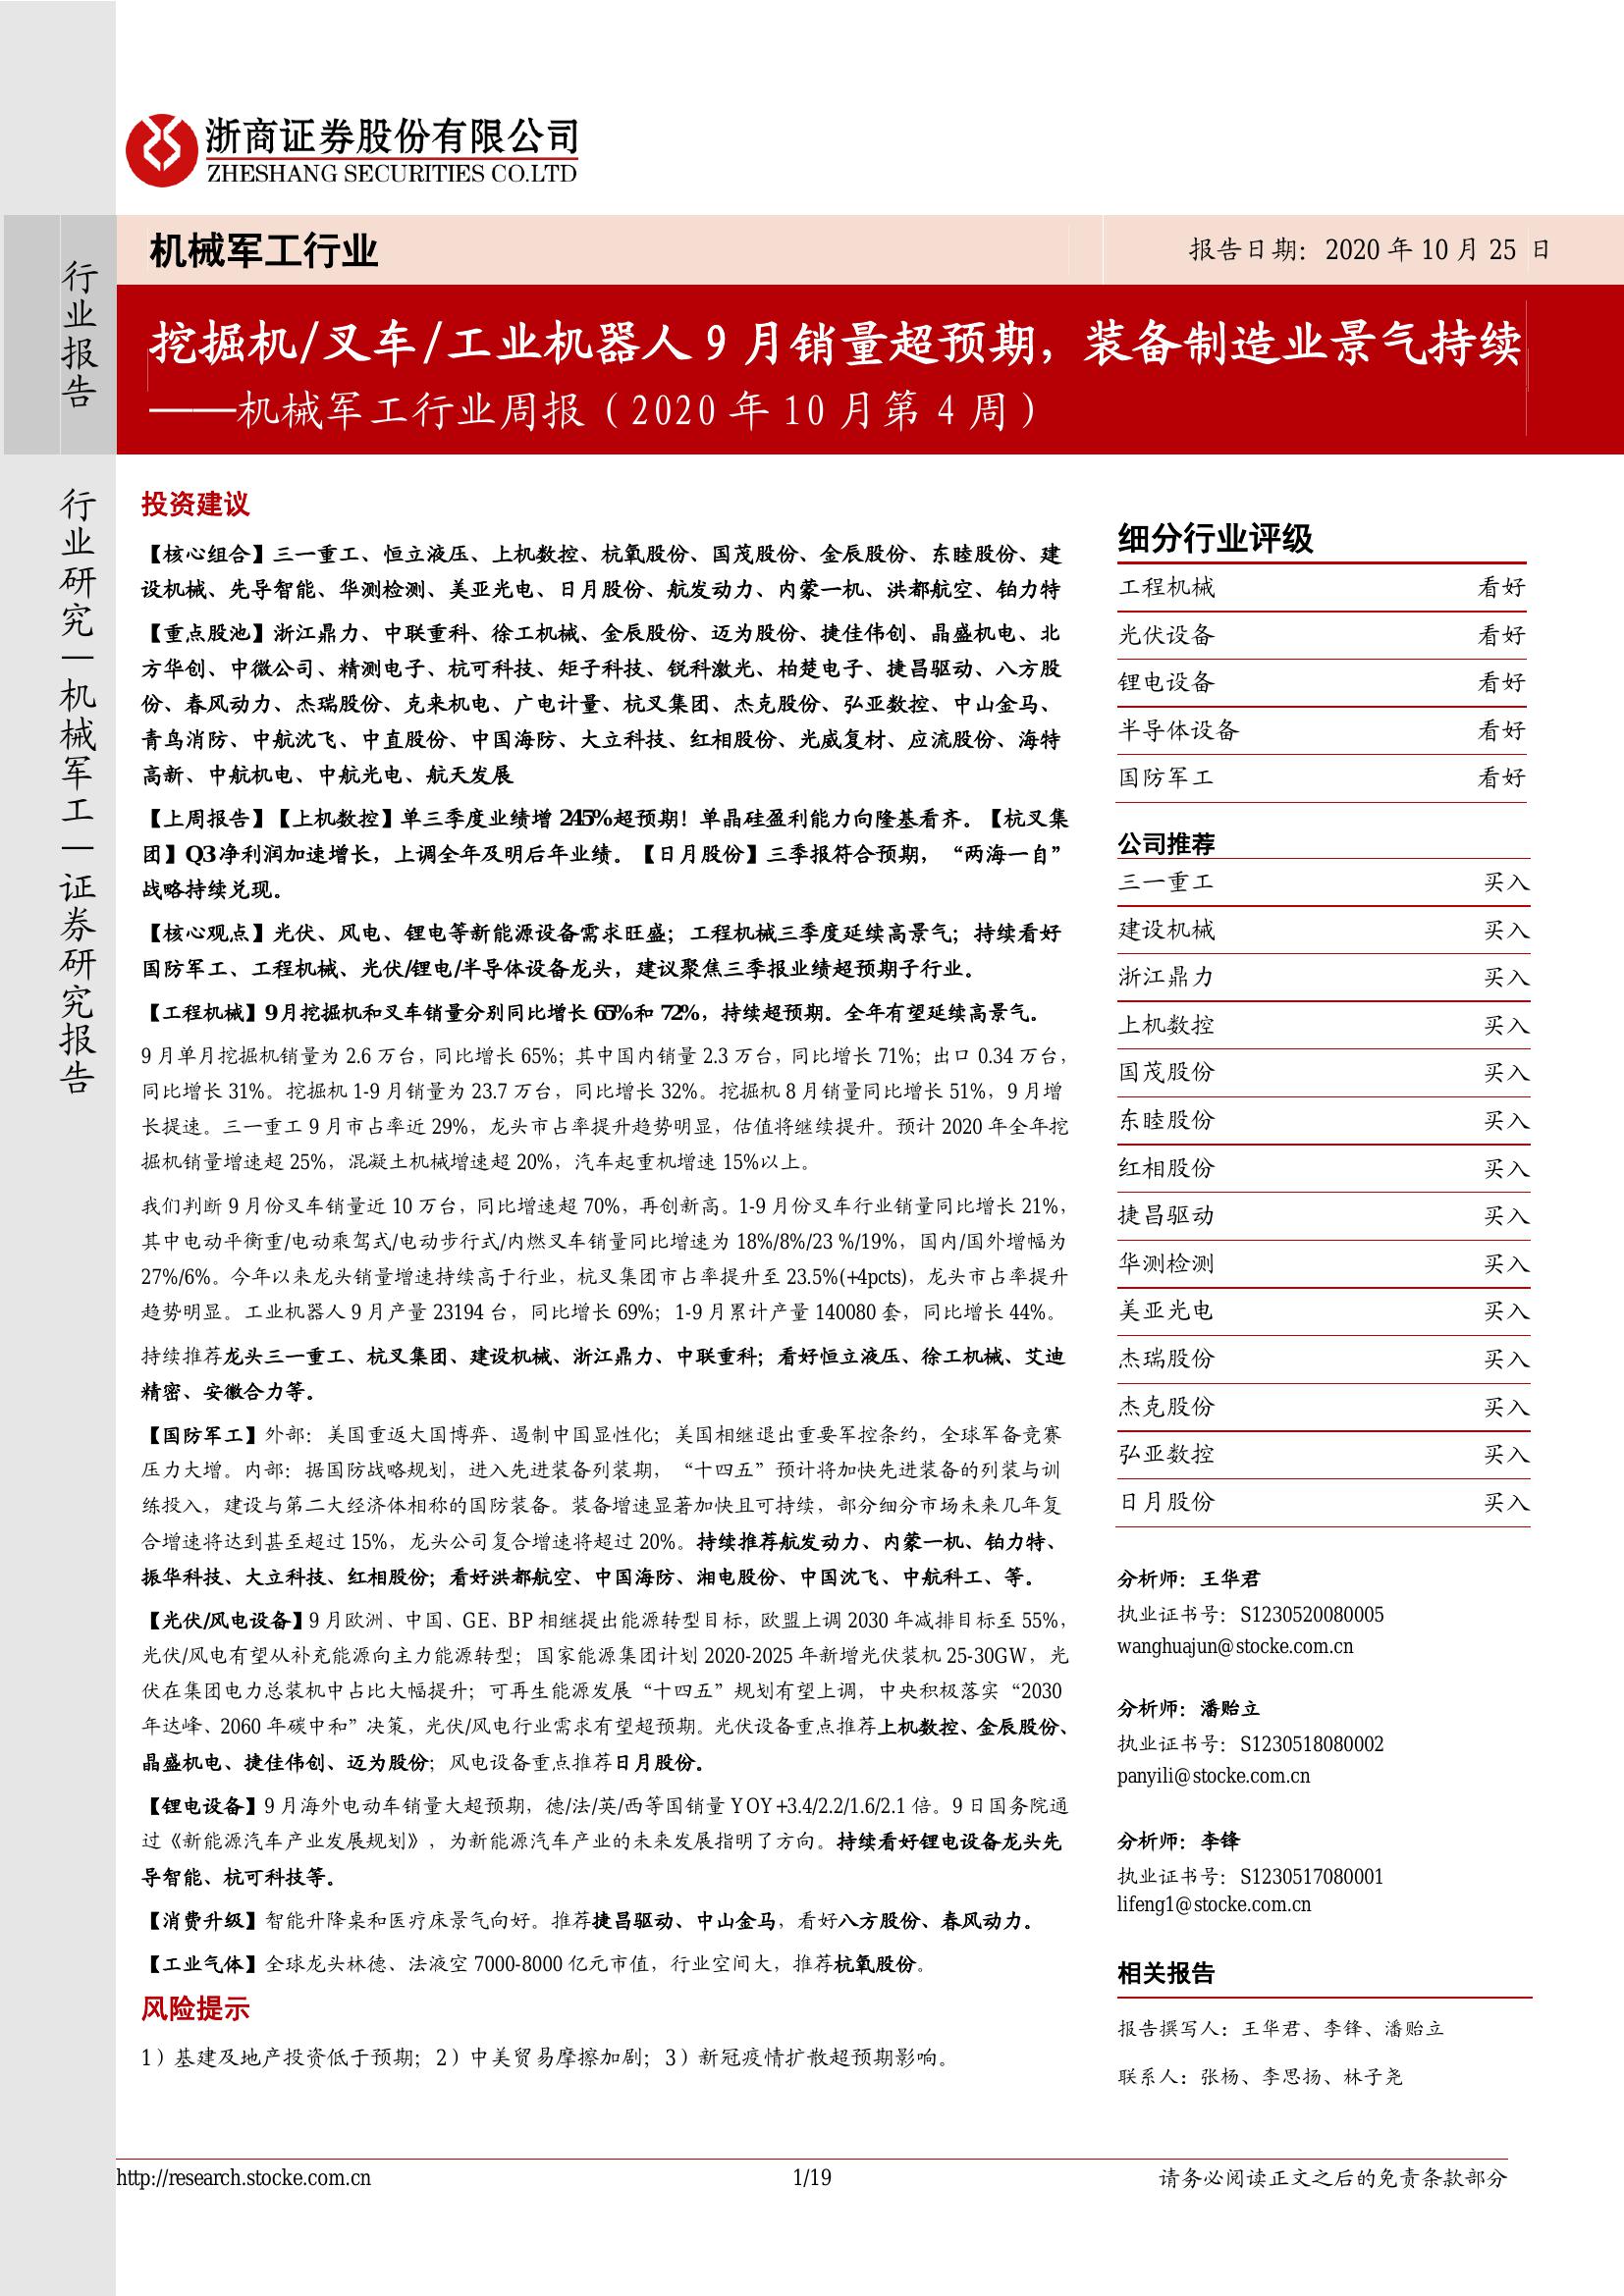 浙商证券股份有限公司
ZHESHANG SECURITIES CO.LTD
机械军工行业
报告日期：2020 年 10 月 25 日
行业报告
挖掘机/叉车/工业机器人 9 月销量超预期，装备制造业景气持续
——机械军工行业周报（2020 年 10 月第 4 周）
行业研究—机械军工—证券研究报告
投资建议
【核心组合】三一重工、恒立液压、上机数控、杭氧股份、国茂股份、金辰股份、东睦股份、建
设机械、先导智能、华测检测、美亚光电、日月股份、航发动力、内蒙一机、洪都航空、铂力特
【重点股池】浙江鼎力、中联重科、徐工机械、金辰股份、迈为股份、捷佳伟创、晶盛机电、北
方华创、中微公司、精测电子、杭可科技、矩子科技、锐科激光、柏楚电子、捷昌驱动、八方股
份、春风动力、杰瑞股份、克来机电、广电计量、杭叉集团、杰克股份、弘亚数控、中山金马、
青鸟消防、中航沈飞、中直股份、中国海防、大立科技、红相股份、光威复材、应流股份、海特
高新、中航机电、中航光电、航天发展
【上周报告】【上机数控】单三季度业绩增 245%超预期！单晶硅盈利能力向隆基看齐。【杭叉集
团】Q3 净利润加速增长，上调全年及明后年业绩。【日月股份】三季报符合预期，“两海一自”
战略持续兑现。
【核心观点】光伏、风电、锂电等新能源设备需求旺盛；工程机械三季度延续高景气；持续看好
国防军工、工程机械、光伏/锂电/半导体设备龙头，建议聚焦三季报业绩超预期子行业。
【工程机械】9 月挖掘机和叉车销量分别同比增长 65%和 72%，持续超预期。全年有望延续高景气。
9 月单月挖掘机销量为 2.6 万台，同比增长 65%；其中国内销量 2.3 万台，同比增长 71%；出口 0.34 万台，
同比增长 31%。挖掘机 1-9 月销量为 23.7 万台，同比增长 32%。挖掘机 8 月销量同比增长 51%，9 月增
长提速。三一重工 9 月市占率近 29%，龙头市占率提升趋势明显，估值将继续提升。预计 2020 年全年挖
掘机销量增速超 25%，混凝土机械增速超 20%，汽车起重机增速 15%以上。
我们判断 9 月份叉车销量近 10 万台，同比增速超 70%，再创新高。1-9 月份叉车行业销量同比增长 21%，
其中电动平衡重/电动乘驾式/电动步行式/内燃叉车销量同比增速为 18%/8%/23 %/19%，国内/国外增幅为
27%/6%。今年以来龙头销量增速持续高于行业，杭叉集团市占率提升至 23.5%(+4pcts)，龙头市占率提升
趋势明显。工业机器人 9 月产量 23194 台，同比增长 69%；1-9 月累计产量 140080 套，同比增长 44%。
持续推荐龙头三一重工、杭叉集团、建设机械、浙江鼎力、中联重科；看好恒立液压、徐工机械、艾迪
精密、安徽合力等。
【国防军工】外部：美国重返大国博弈、遏制中国显性化；美国相继退出重要军控条约，全球军备竞赛
压力大增。内部：据国防战略规划，进入先进装备列装期，“十四五”预计将加快先进装备的列装与训
练投入，建设与第二大经济体相称的国防装备。装备增速显著加快且可持续，部分细分市场未来几年复
合增速将达到甚至超过 15%，龙头公司复合增速将超过 20%。持续推荐航发动力、内蒙一机、铂力特、
振华科技、大立科技、红相股份；看好洪都航空、中国海防、湘电股份、中国沈飞、中航科工、等。
【光伏/风电设备】9 月欧洲、中国、GE、BP 相继提出能源转型目标，欧盟上调 2030 年减排目标至 55%，
光伏/风电有望从补充能源向主力能源转型；国家能源集团计划 2020-2025 年新增光伏装机 25-30GW，光
伏在集团电力总装机中占比大幅提升；可再生能源发展“十四五”规划有望上调，中央积极落实“2030
年达峰、2060 年碳中和”决策，光伏/风电行业需求有望超预期。光伏设备重点推荐上机数控、金辰股份、
晶盛机电、捷佳伟创、迈为股份；风电设备重点推荐日月股份。
【锂电设备】9 月海外电动车销量大超预期，德/法/英/西等国销量 YOY+3.4/2.2/1.6/2.1 倍。9 日国务院通
过《新能源汽车产业发展规划》，为新能源汽车产业的未来发展指明了方向。持续看好锂电设备龙头先
导智能、杭可科技等。
【消费升级】智能升降桌和医疗床景气向好。推荐捷昌驱动、中山金马，看好八方股份、春风动力。
【工业气体】全球龙头林德、法液空 7000-8000 亿元市值，行业空间大，推荐杭氧股份。
风险提示
1）基建及地产投资低于预期；2）中美贸易摩擦加剧；3）新冠疫情扩散超预期影响。
细分行业评级
工程机械 看好
光伏设备 看好
锂电设备 看好
半导体设备 看好
国防军工 看好
公司推荐
三一重工 买入
建设机械 买入
浙江鼎力 买入
上机数控 买入
国茂股份 买入
东睦股份 买入
红相股份 买入
捷昌驱动 买入
华测检测 买入
美亚光电 买入
杰瑞股份 买入
杰克股份 买入
弘亚数控 买入
日月股份 买入
分析师：王华君
执业证书号：S1230520080005
wanghuajun@stocke.com.cn
分析师：潘贻立
执业证书号：S1230518080002
panyili@stocke.com.cn
分析师：李锋
执业证书号：S1230517080001
lifeng1@stocke.com.cn
相关报告
报告撰写人：王华君、李锋、潘贻立
联系人：张杨、李思扬、林子尧
http://research.stocke.com.cn
1/19
请务必阅读正文之后的免责条款部分